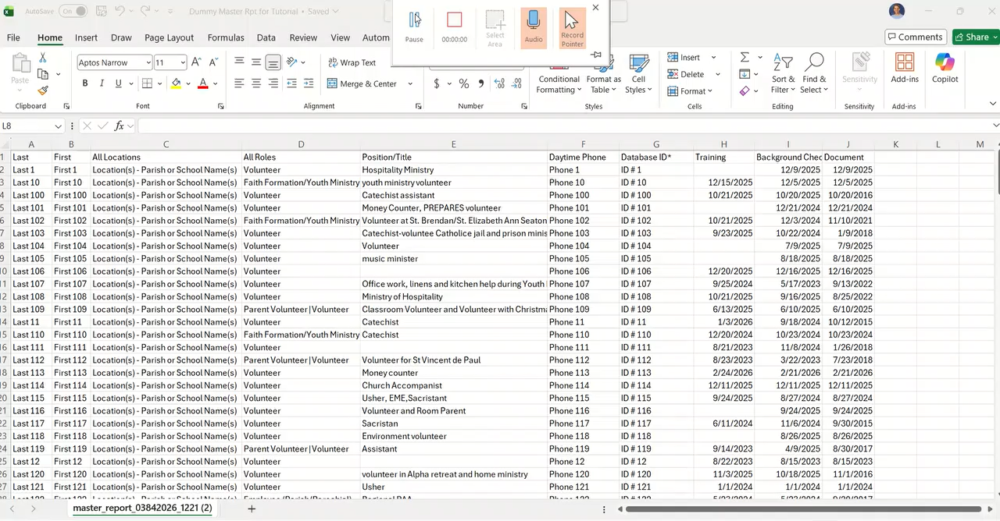 AutoSave Off Dummy Master Rpt for Tutorial • Saved
Pause 00:00:00 Select Area Audio Record Pointer
File Home Insert Draw Page Layout Formulas Data Review View Autom Comments Share
Paste Aptos Narrow 11 Wrap Text Insert Sort & Filter Find & Select Sensitivity Add-ins Copilot
B I U Merge & Center $ % Conditional Formatting Format as Table Cell Styles Delete
Format
Clipboard Font Alignment Number Styles Cells Editing Sensitivity Add-ins
L8 fx
A B C D E F G H I J K L M
1 Last First All Locations All Roles Position/Title Daytime Phone Database ID* Training Background Chec Document
2 Last 1 First 1 Location(s) - Parish or School Name(s) Volunteer Hospitality Ministry Phone 1 ID # 1 12/9/2025 12/9/2025
3 Last 10 First 10 Location(s) - Parish or School Name(s) Faith Formation/Youth Ministry youth ministry volunteer Phone 10 ID # 10 12/15/2025 12/5/2025 12/5/2025
4 Last 100 First 100 Location(s) - Parish or School Name(s) Volunteer Catechist assistant Phone 100 ID # 100 10/21/2025 10/20/2025 10/20/2016
5 Last 101 First 101 Location(s) - Parish or School Name(s) Volunteer Money Counter, PREPARES volunteer Phone 101 ID # 101 12/21/2024 12/21/2024
6 Last 102 First 102 Location(s) - Parish or School Name(s) Faith Formation/Youth Ministry Volunteer at St. Brendan/St. Elizabeth Ann Seaton Phone 102 ID # 102 10/21/2025 12/3/2024 11/10/2021
7 Last 103 First 103 Location(s) - Parish or School Name(s) Volunteer Catechist-voluntee Catholice jail and prison minis Phone 103 ID # 103 9/23/2025 10/22/2024 1/9/2018
8 Last 104 First 104 Location(s) - Parish or School Name(s) Volunteer Volunteer Phone 104 ID # 104 7/9/2025 7/9/2025
9 Last 105 First 105 Location(s) - Parish or School Name(s) Volunteer music minister Phone 105 ID # 105 8/18/2025 8/18/2025
10 Last 106 First 106 Location(s) - Parish or School Name(s) Volunteer Phone 106 ID # 106 12/20/2025 12/16/2025 12/16/2025
11 Last 107 First 107 Location(s) - Parish or School Name(s) Volunteer Office work, linens and kitchen help during Youth Phone 107 ID # 107 9/25/2024 5/17/2023 9/13/2022
12 Last 108 First 108 Location(s) - Parish or School Name(s) Volunteer Ministry of Hospitality Phone 108 ID # 108 10/21/2025 9/16/2025 8/25/2022
13 Last 109 First 109 Location(s) - Parish or School Name(s) Parent Volunteer|Volunteer Classroom Volunteer and Volunteer with Christma Phone 109 ID # 109 6/13/2025 6/10/2025 6/10/2025
14 Last 11 First 11 Location(s) - Parish or School Name(s) Volunteer Catechist Phone 11 ID # 11 1/3/2026 9/18/2024 10/12/2015
15 Last 110 First 110 Location(s) - Parish or School Name(s) Faith Formation/Youth Ministry Catechist Phone 110 ID # 110 12/20/2024 10/23/2024 10/23/2024
16 Last 111 First 111 Location(s) - Parish or School Name(s) Volunteer Phone 111 ID # 111 8/21/2023 11/8/2024 1/26/2018
17 Last 112 First 112 Location(s) - Parish or School Name(s) Parent Volunteer|Volunteer Volunteer for St Vincent de Paul Phone 112 ID # 112 8/23/2023 3/22/2023 7/23/2018
18 Last 113 First 113 Location(s) - Parish or School Name(s) Volunteer Money counter Phone 113 ID # 113 2/24/2026 2/21/2026 2/21/2026
19 Last 114 First 114 Location(s) - Parish or School Name(s) Volunteer Church Accompanist Phone 114 ID # 114 12/11/2025 12/11/2025 12/11/2025
20 Last 115 First 115 Location(s) - Parish or School Name(s) Volunteer Usher, EME,Sacristant Phone 115 ID # 115 9/24/2025 8/27/2024 8/27/2024
21 Last 116 First 116 Location(s) - Parish or School Name(s) Volunteer Volunteer and Room Parent Phone 116 ID # 116 9/24/2025 9/24/2025
22 Last 117 First 117 Location(s) - Parish or School Name(s) Volunteer Sacristan Phone 117 ID # 117 6/11/2024 11/6/2024 9/30/2015
23 Last 118 First 118 Location(s) - Parish or School Name(s) Volunteer Environment volunteer Phone 118 ID # 118 8/26/2025 8/26/2025
24 Last 119 First 119 Location(s) - Parish or School Name(s) Parent Volunteer|Volunteer Assistant Phone 119 ID # 119 9/14/2023 4/9/2025 8/30/2017
25 Last 12 First 12 Location(s) - Parish or School Name(s) Volunteer Phone 12 ID # 12 8/22/2023 8/15/2023 8/15/2023
26 Last 120 First 120 Location(s) - Parish or School Name(s) Volunteer volunteer in Alpha retreat and home ministry Phone 120 ID # 120 11/3/2025 10/18/2025 11/1/2016
27 Last 121 First 121 Location(s) - Parish or School Name(s) Volunteer Usher Phone 121 ID # 121 1/1/2024 1/1/2024 1/1/2024
master_report_03842026_1221 (2)